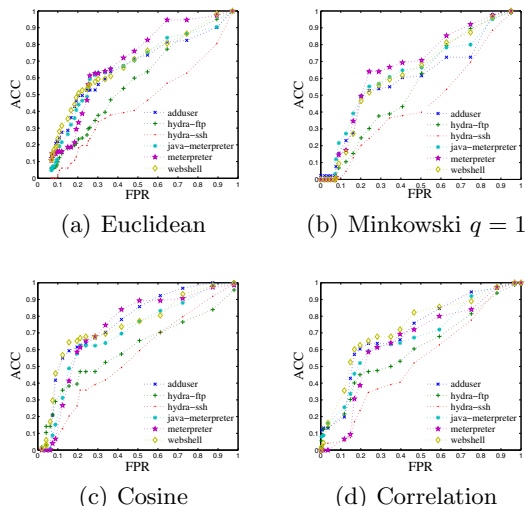 ACC
1
0.9
0.8
0.7
0.6
0.5
0.4
0.3
0.2
0.1
0
0 0.1 0.2 0.3 0.4 0.5 0.6 0.7 0.8 0.9 1
FPR
adduser
hydra-ftp
hydra-ssh
java-meterpreter
meterpreter
webshell
(a) Euclidean
ACC
1
0.9
0.8
0.7
0.6
0.5
0.4
0.3
0.2
0.1
0
0 0.1 0.2 0.3 0.4 0.5 0.6 0.7 0.8 0.9 1
FPR
adduser
hydra-ftp
hydra-ssh
java-meterpreter
meterpreter
webshell
(b) Minkowski q = 1
ACC
1
0.9
0.8
0.7
0.6
0.5
0.4
0.3
0.2
0.1
0
0 0.1 0.2 0.3 0.4 0.5 0.6 0.7 0.8 0.9 1
FPR
adduser
hydra-ftp
hydra-ssh
java-meterpreter
meterpreter
webshell
(c) Cosine
ACC
1
0.9
0.8
0.7
0.6
0.5
0.4
0.3
0.2
0.1
0
0 0.1 0.2 0.3 0.4 0.5 0.6 0.7 0.8 0.9 1
FPR
adduser
hydra-ftp
hydra-ssh
java-meterpreter
meterpreter
webshell
(d) Correlation